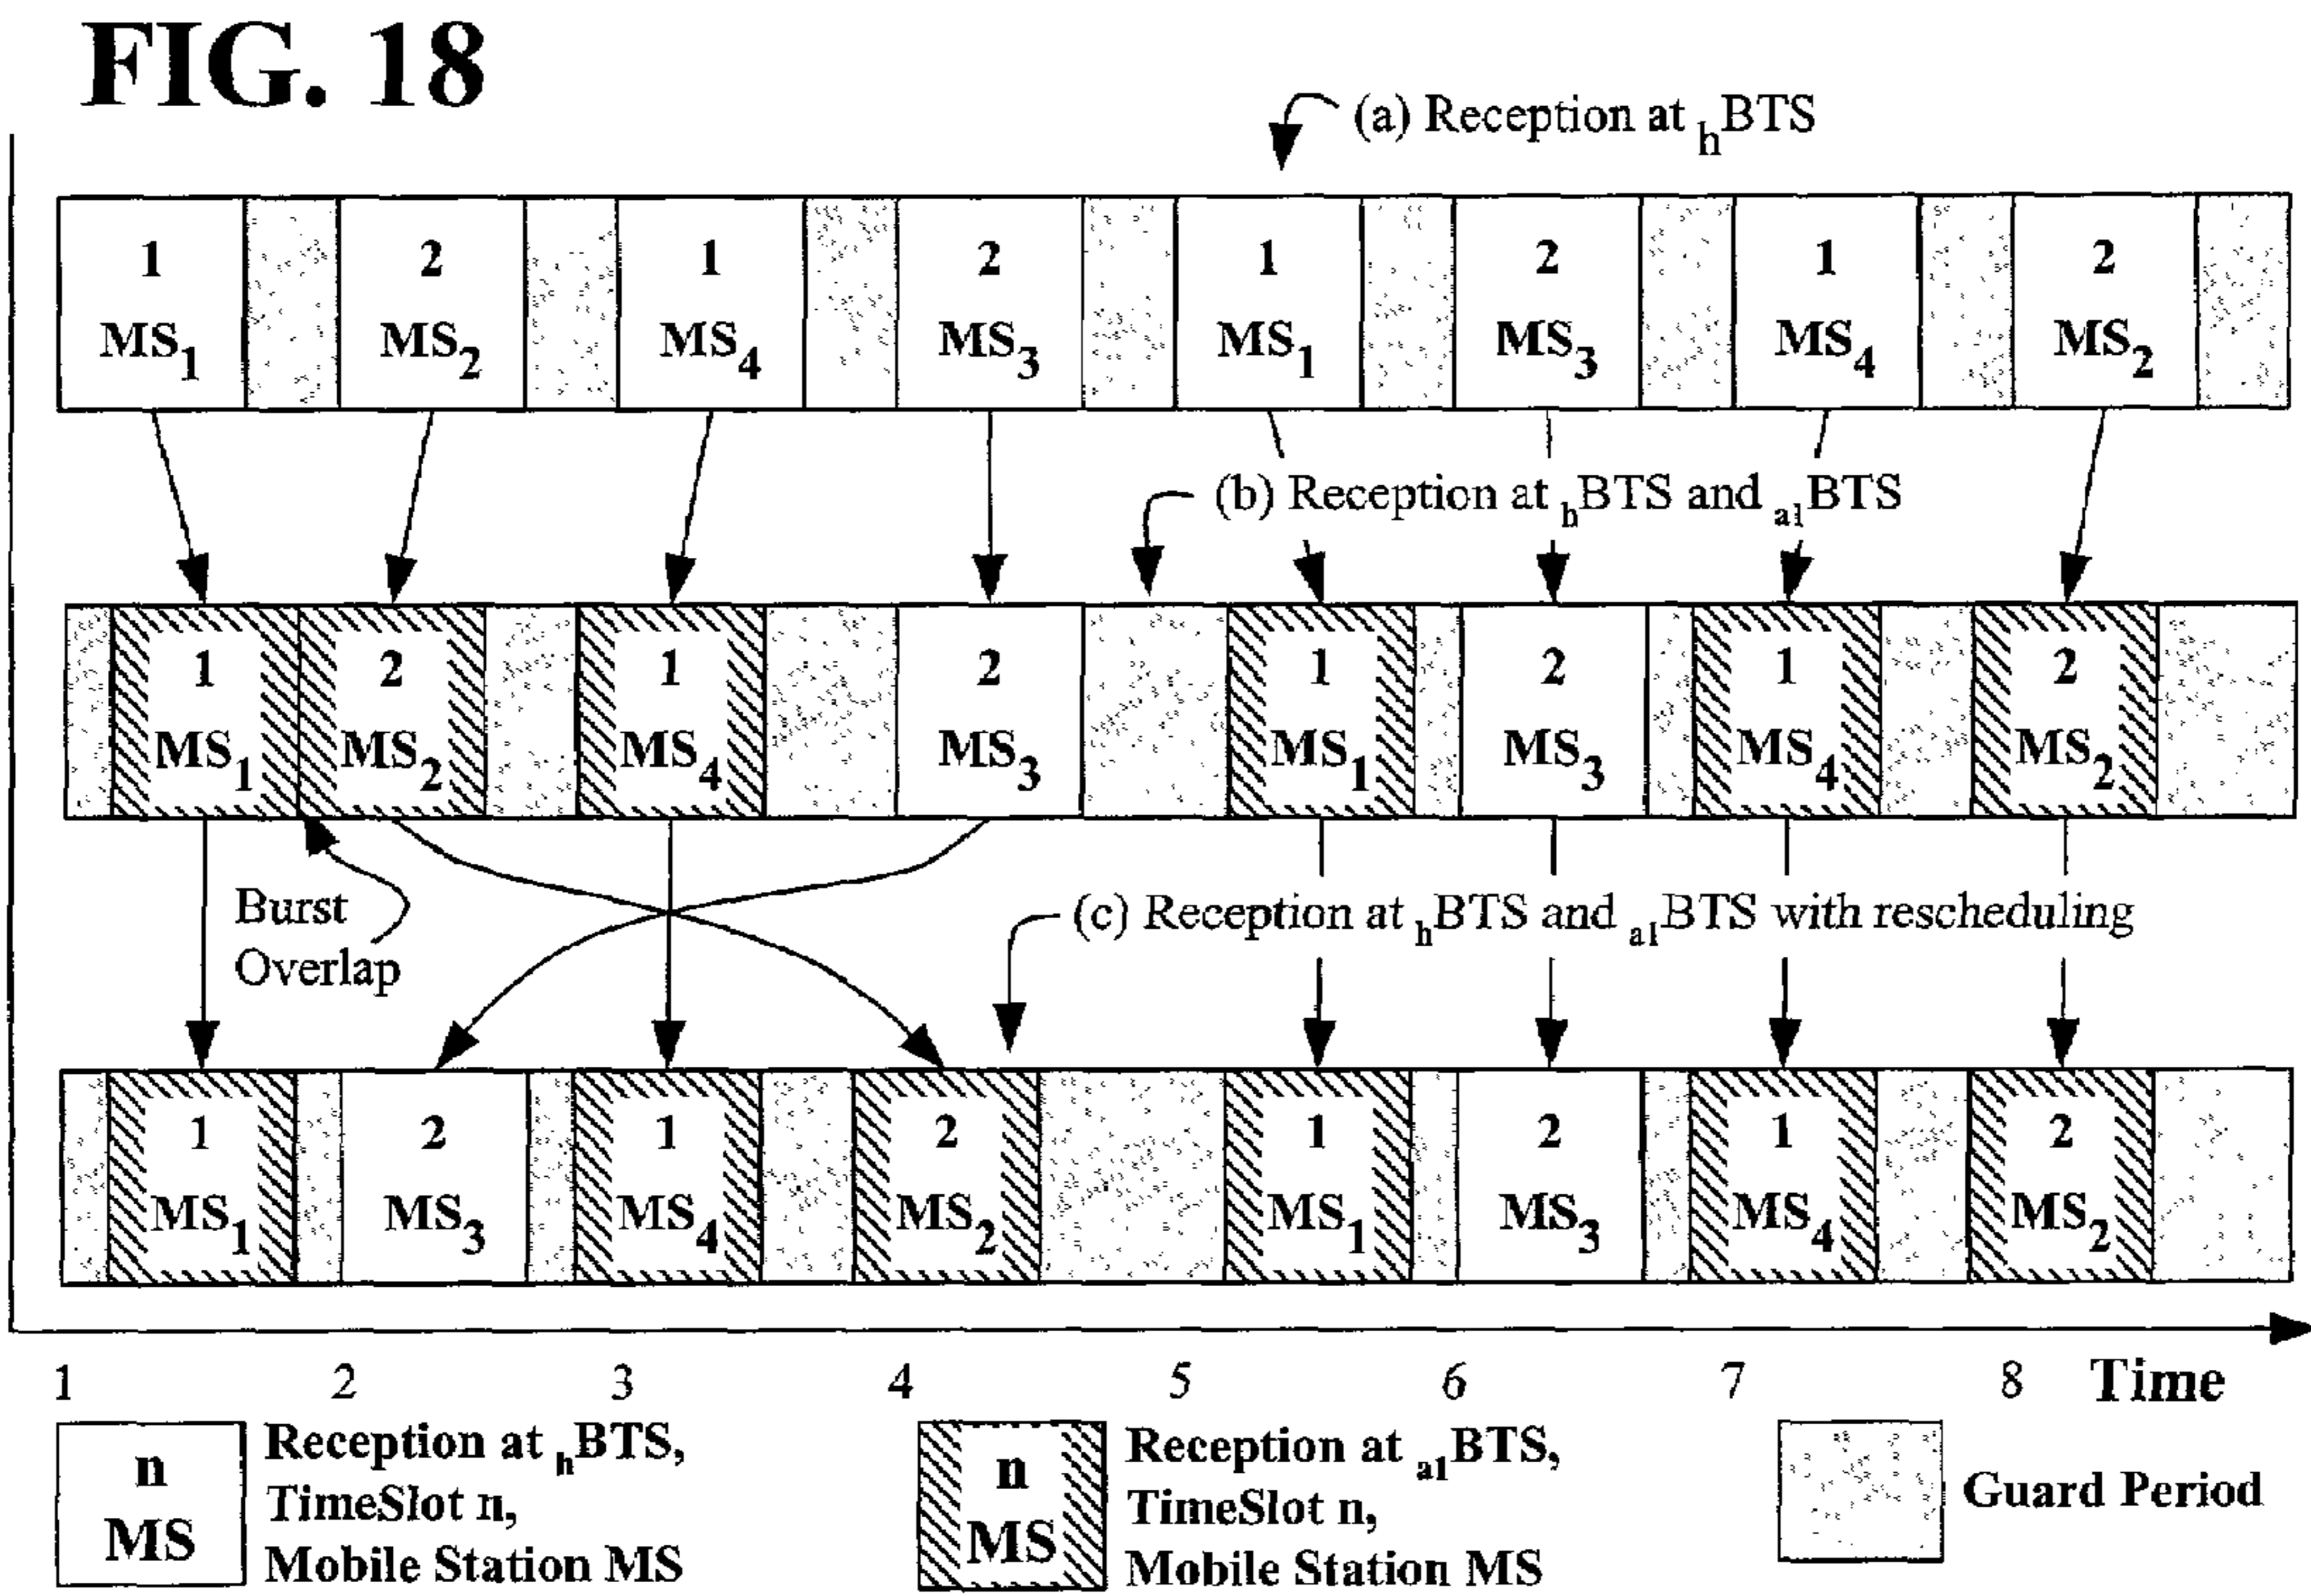 FIG. 18
(a) Reception at hBTS
1 2 1 2 1 2 1 2
MS1 MS2 MS4 MS3 MS1 MS3 MS4 MS2
(b) Reception at hBTS and a1BTS
1 2 1 2 1 2 1 2
MS1 MS2 MS4 MS3 MS1 MS3 MS4 MS2
Burst
Overlap
(c) Reception at hBTS and a1BTS with rescheduling
1 2 1 2 1 2 1 2
MS1 MS3 MS4 MS2 MS1 MS3 MS4 MS2
1 2 3 4 5 6 7 8 Time
n
MS
Reception at hBTS,
TimeSlot n,
Mobile Station MS
n
MS
Reception at a1BTS,
TimeSlot n,
Mobile Station MS
Guard Period